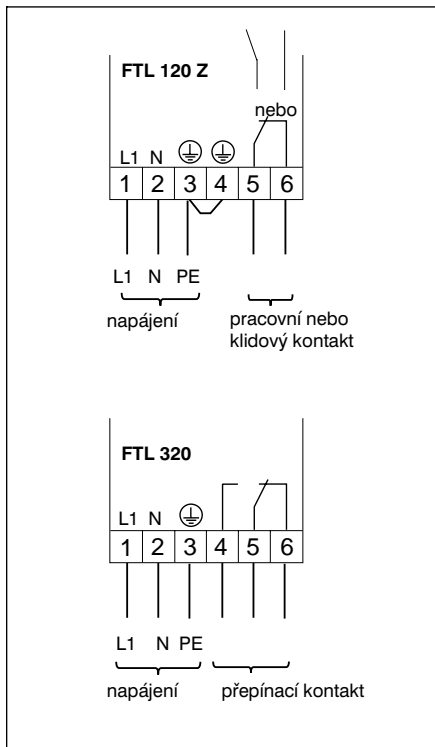 FTL 120 Z
nebo
L1 N
1 2 3 4 5 6
L1 N PE
napájení
pracovní nebo
klidový kontakt
FTL 320
L1 N
1 2 3 4 5 6
L1 N PE
napájení
přepínací kontakt